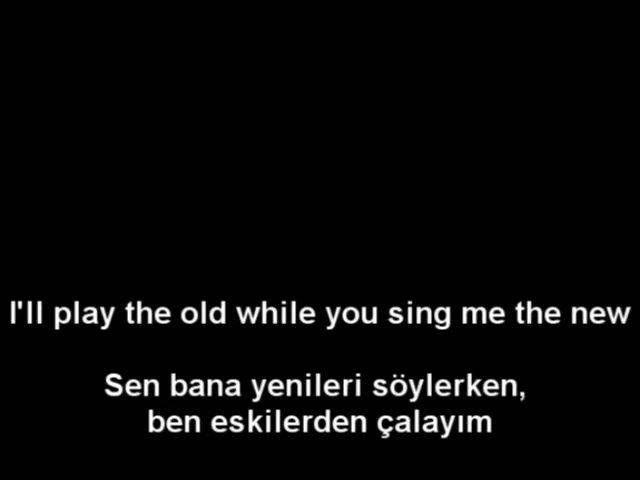 I'll play the old while you sing me the new
Sen bana yenileri söylerken,
ben eskilerden çalayım